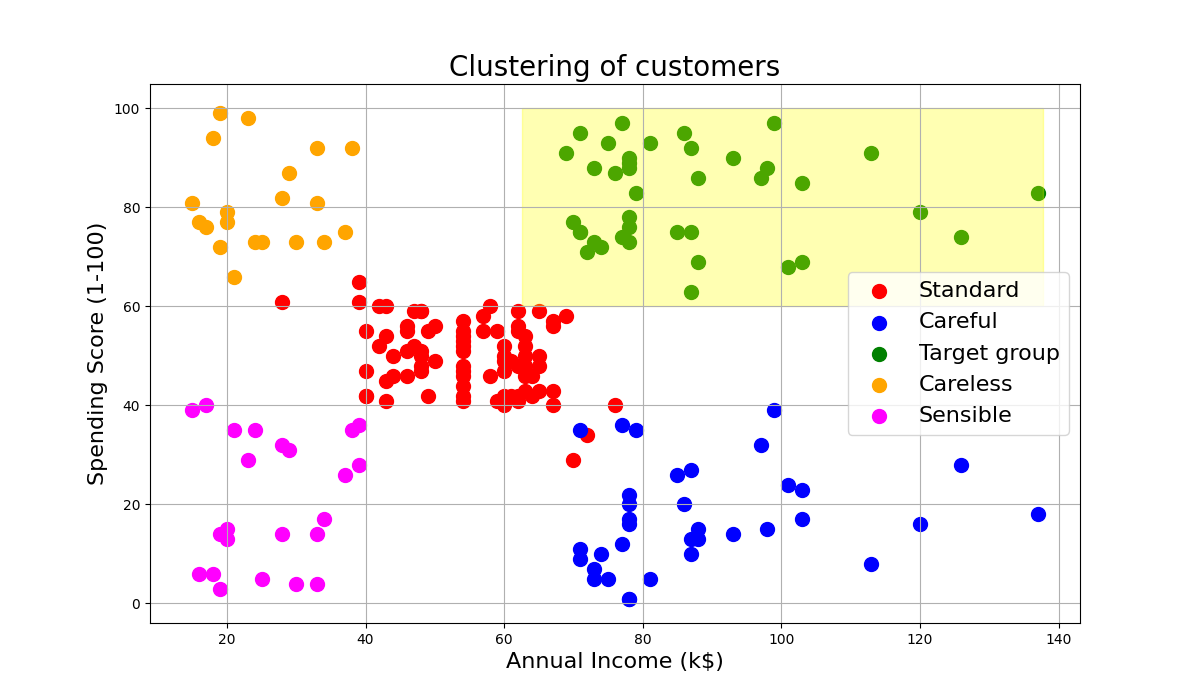 Clustering of customers
Spending Score (1-100)
100
80
60
40
20
0
Standard
Careful
Target group
Careless
Sensible
20 40 60 80 100 120 140
Annual Income (k$)